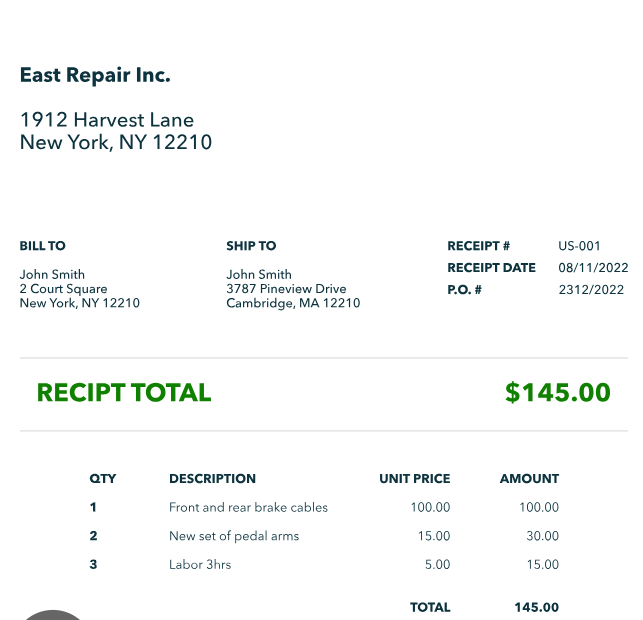 East Repair Inc.
1912 Harvest Lane
New York, NY 12210
BILL TO
John Smith
2 Court Square
New York, NY 12210
SHIP TO
John Smith
3787 Pineview Drive
Cambridge, MA 12210
RECEIPT # US-001
RECEIPT DATE 08/11/2022
P.O. # 2312/2022
RECIPT TOTAL $145.00
QTY DESCRIPTION UNIT PRICE AMOUNT
1 Front and rear brake cables 100.00 100.00
2 New set of pedal arms 15.00 30.00
3 Labor 3hrs 5.00 15.00
TOTAL 145.00